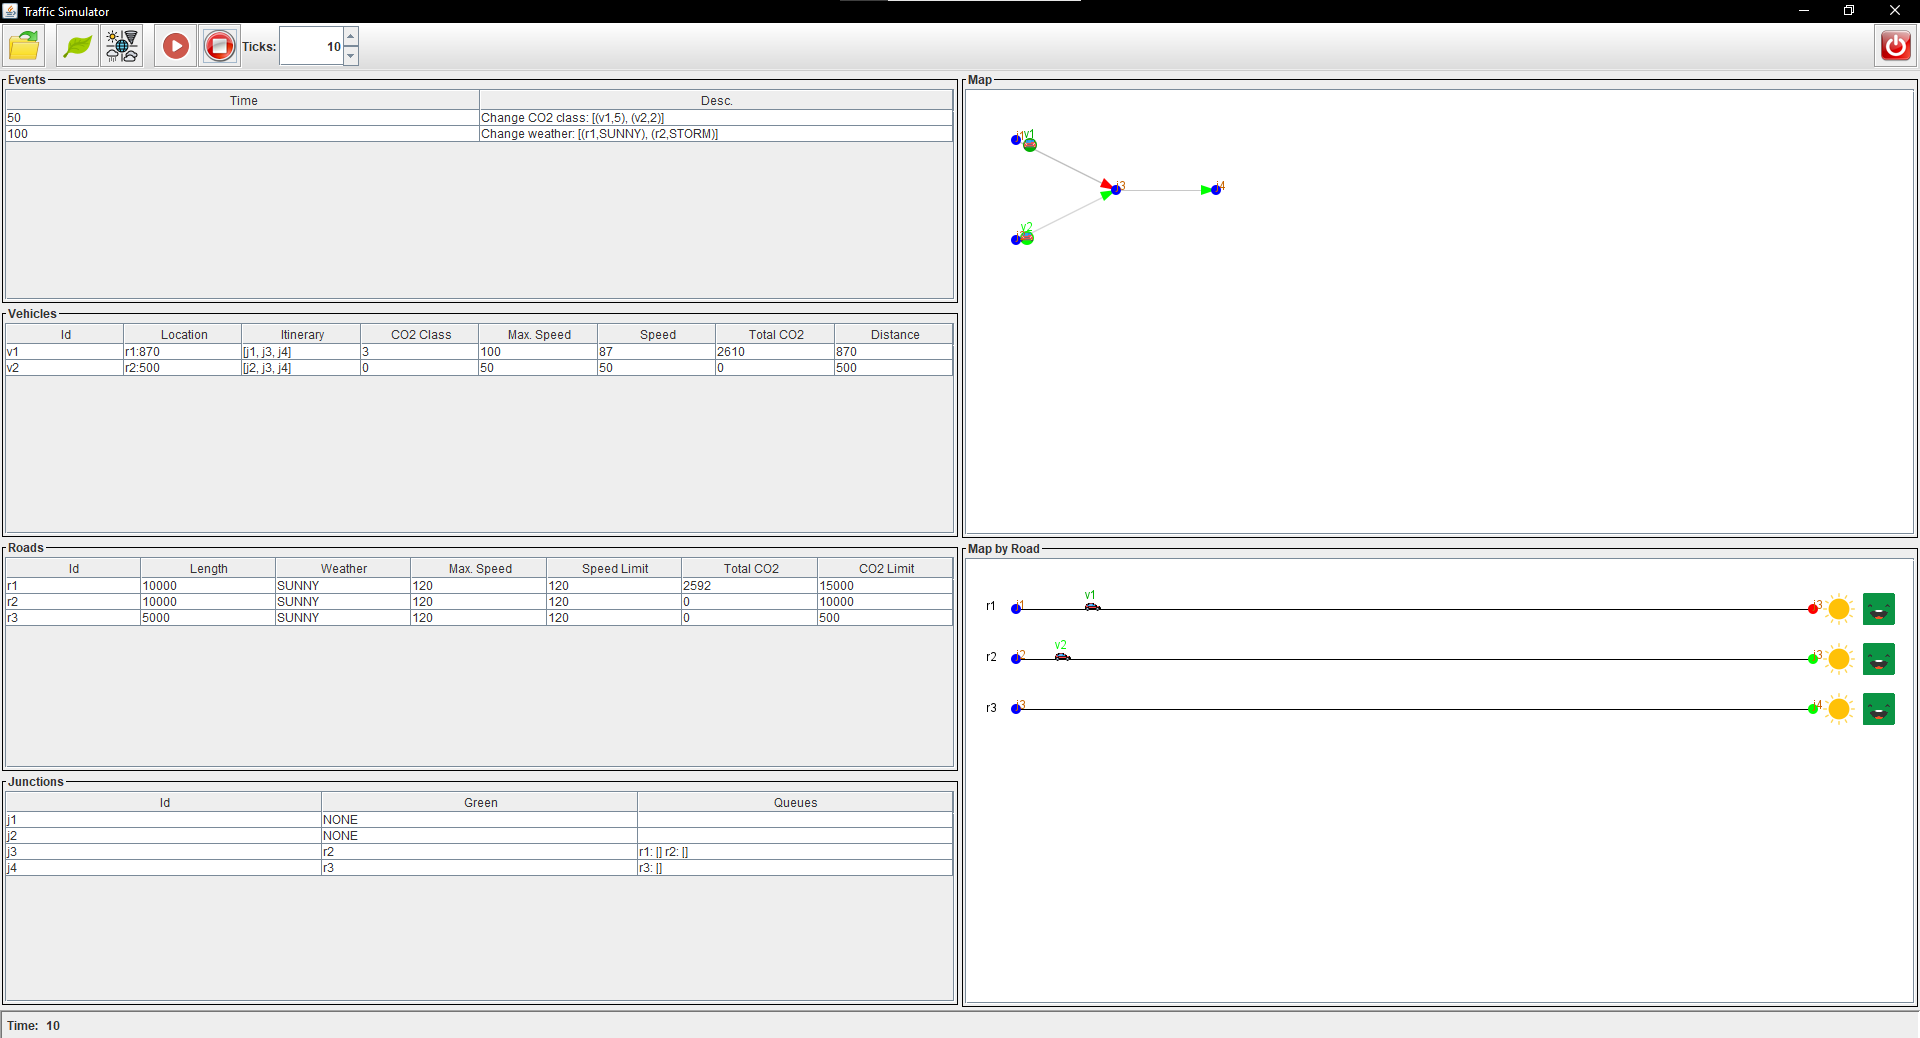 Traffic Simulator
Ticks: 10
Events
Time Desc.
50 Change CO2 class: [(v1,5), (v2,2)]
100 Change weather: [(r1,SUNNY), (r2,STORM)]
Vehicles
Id Location Itinerary CO2 Class Max. Speed Speed Total CO2 Distance
v1 r1:870 [j1, j3, j4] 3 100 87 2610 870
v2 r2:500 [j2, j3, j4] 0 50 50 0 500
Roads
Id Length Weather Max. Speed Speed Limit Total CO2 CO2 Limit
r1 10000 SUNNY 120 120 2592 15000
r2 10000 SUNNY 120 120 0 10000
r3 5000 SUNNY 120 120 0 500
Junctions
Id Green Queues
j1 NONE
j2 NONE
j3 r2 r1: [] r2: []
j4 r3 r3: []
Map
v1
j3
j4
v2
Map by Road
v1
r1 j1 j3
v2
r2 j2 j3
r3 j3 j4
Time: 10